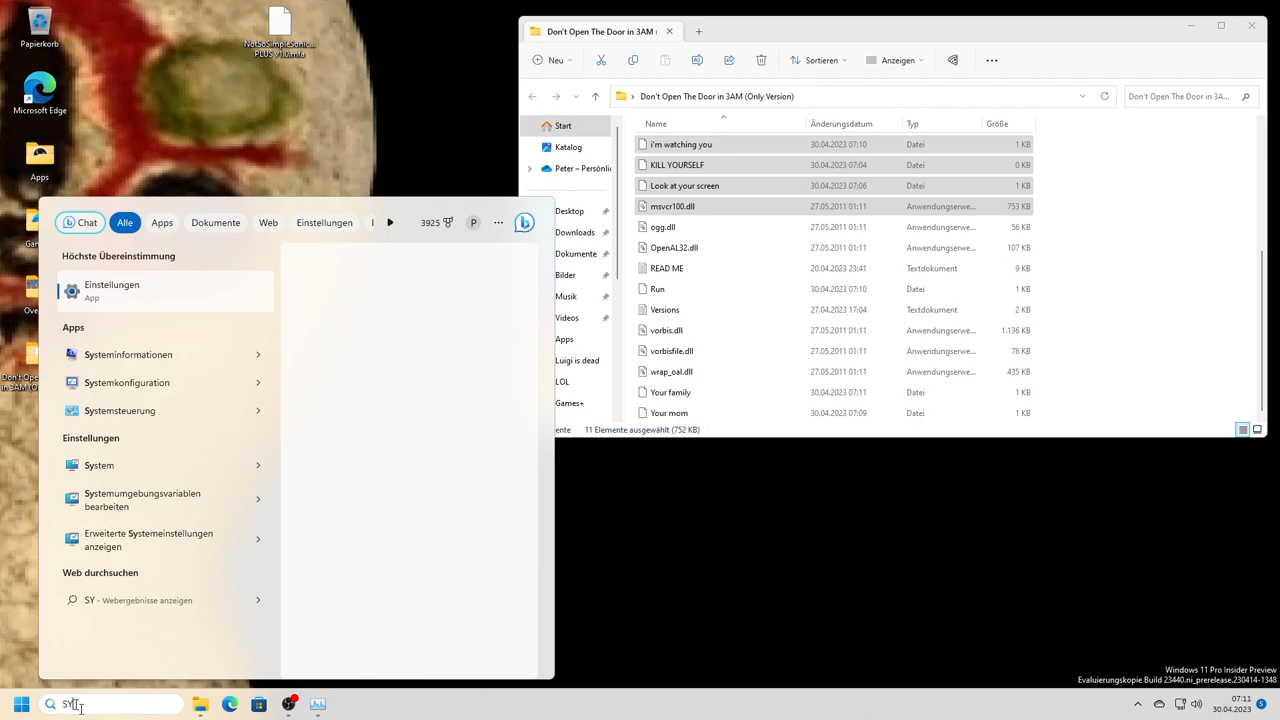 Papierkorb
NotSoSimpleSonic...
PLUS v1.0.mfa
Microsoft Edge
Apps
Don't Open The Door in 3AM
Neu
Sortieren
Anzeigen
Don't Open The Door in 3AM (Only Version)
Don't Open The Door in 3A...
Start
Katalog
Peter – Persönlic
Desktop
Downloads
Dokumente
Bilder
Musik
Videos
Apps
Luigi is dead
LOL
Games+
Name Änderungsdatum Typ Größe
i'm watching you 30.04.2023 07:10 Datei 1 KB
KILL YOURSELF 30.04.2023 07:04 Datei 0 KB
Look at your screen 30.04.2023 07:06 Datei 1 KB
msvcr100.dll 27.05.2011 01:11 Anwendungserwe... 753 KB
ogg.dll 27.05.2011 01:11 Anwendungserwe... 56 KB
OpenAL32.dll 27.05.2011 01:11 Anwendungserwe... 107 KB
READ ME 20.04.2023 23:41 Textdokument 9 KB
Run 30.04.2023 07:10 Datei 1 KB
Versions 27.04.2023 17:04 Textdokument 2 KB
vorbis.dll 27.05.2011 01:11 Anwendungserwe... 1.136 KB
vorbisfile.dll 27.05.2011 01:11 Anwendungserwe... 76 KB
wrap_oal.dll 27.05.2011 01:11 Anwendungserwe... 435 KB
Your family 30.04.2023 07:11 Datei 1 KB
Your mom 30.04.2023 07:09 Datei 1 KB
ente 11 Elemente ausgewählt (752 KB)
Chat Alle Apps Dokumente Web Einstellungen 3925 P
Höchste Übereinstimmung
Einstellungen
App
Apps
Systeminformationen
Systemkonfiguration
Systemsteuerung
Einstellungen
System
Systemumgebungsvariablen
bearbeiten
Erweiterte Systemeinstellungen
anzeigen
Web durchsuchen
SY - Webergebnisse anzeigen
Gam
Ove
Don't Open
in 3AM (O
Windows 11 Pro Insider Preview
Evaluierungskopie Build 23440.ni_prerelease.230414-1348
SY
07:11
30.04.2023
5